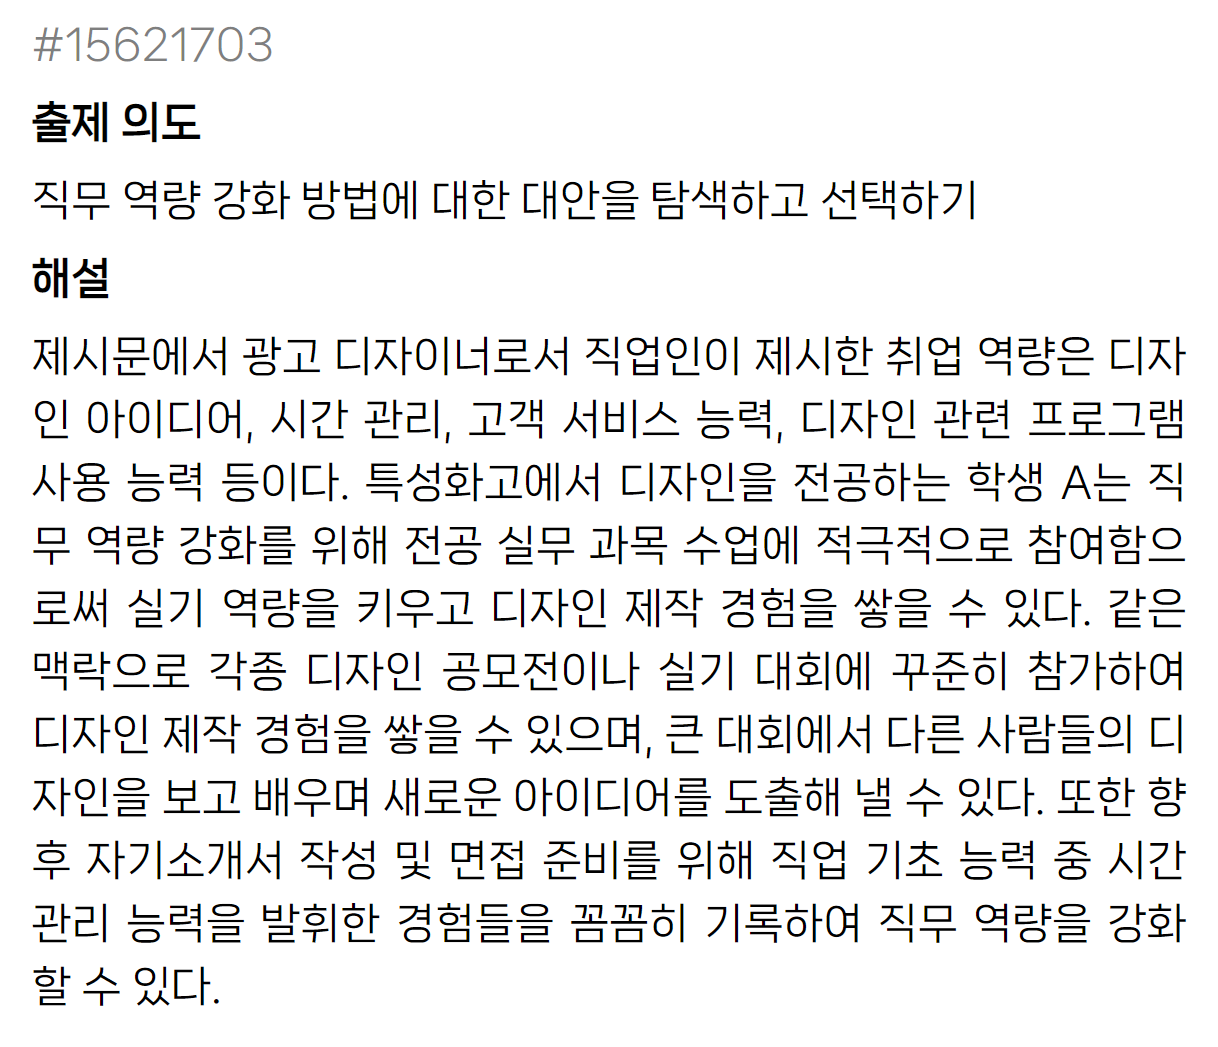 #15621703
출제 의도
직무 역량 강화 방법에 대한 대안을 탐색하고 선택하기
해설
제시문에서 광고 디자이너로서 직업인이 제시한 취업 역량은 디자
인 아이디어, 시간 관리, 고객 서비스 능력, 디자인 관련 프로그램
사용 능력 등이다. 특성화고에서 디자인을 전공하는 학생 A는 직
무 역량 강화를 위해 전공 실무 과목 수업에 적극적으로 참여함으
로써 실기 역량을 키우고 디자인 제작 경험을 쌓을 수 있다. 같은
맥락으로 각종 디자인 공모전이나 실기 대회에 꾸준히 참가하여
디자인 제작 경험을 쌓을 수 있으며, 큰 대회에서 다른 사람들의 디
자인을 보고 배우며 새로운 아이디어를 도출해 낼 수 있다. 또한 향
후 자기소개서 작성 및 면접 준비를 위해 직업 기초 능력 중 시간
관리 능력을 발휘한 경험들을 꼼꼼히 기록하여 직무 역량을 강화
할 수 있다.